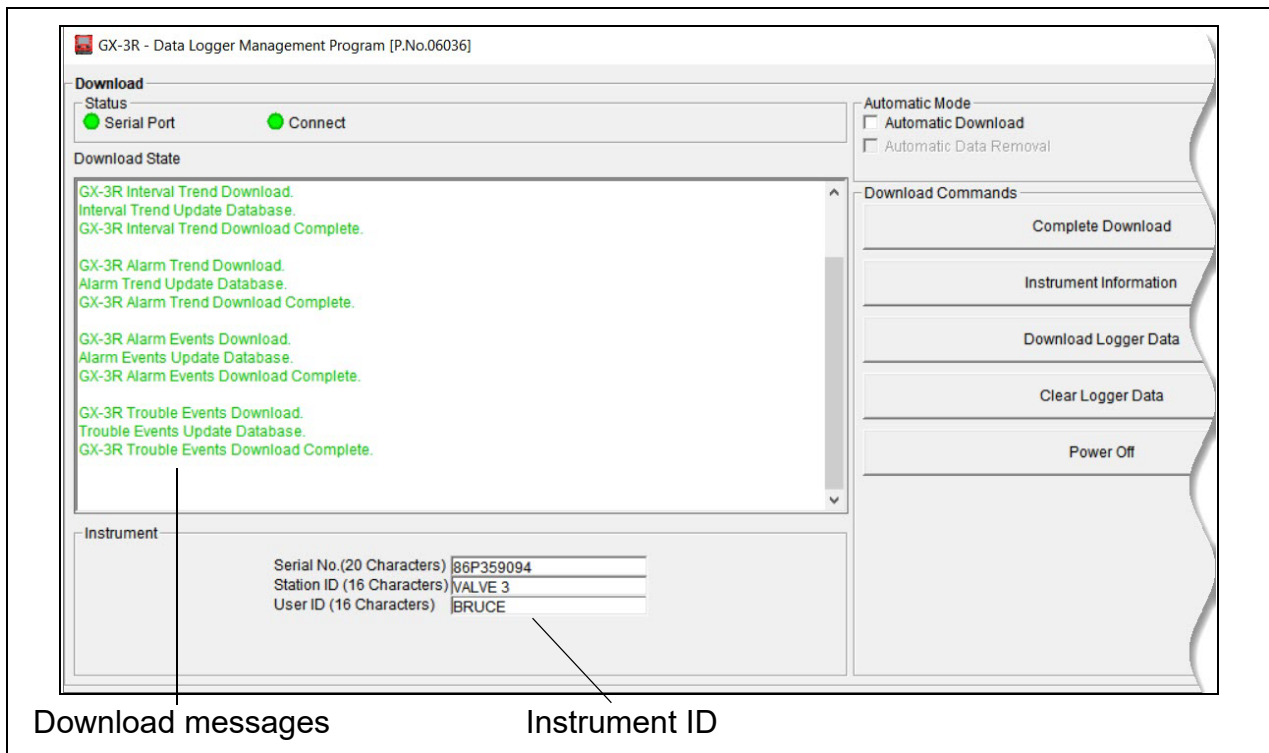 GX-3R - Data Logger Management Program [P.No.06036]
Download
Status
Serial Port
Connect
Download State
GX-3R Interval Trend Download.
Interval Trend Update Database.
GX-3R Interval Trend Download Complete.
GX-3R Alarm Trend Download.
Alarm Trend Update Database.
GX-3R Alarm Trend Download Complete.
GX-3R Alarm Events Download.
Alarm Events Update Database.
GX-3R Alarm Events Download Complete.
GX-3R Trouble Events Download.
Trouble Events Update Database.
GX-3R Trouble Events Download Complete.
Instrument
Serial No.(20 Characters) 86P359094
Station ID (16 Characters) VALVE 3
User ID (16 Characters) BRUCE
Automatic Mode
Automatic Download
Automatic Data Removal
Download Commands
Complete Download
Instrument Information
Download Logger Data
Clear Logger Data
Power Off
Download messages
Instrument ID